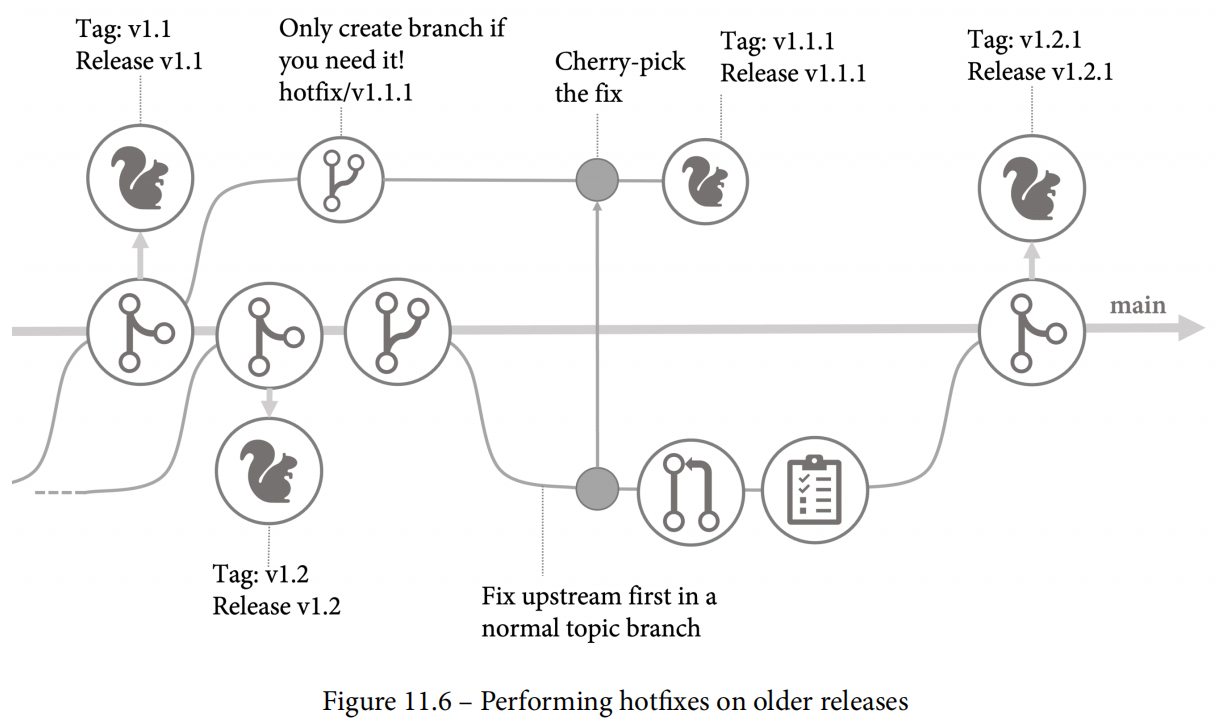 Tag: v1.1
Release v1.1
Only create branch if
you need it!
hotfix/v1.1.1
Cherry-pick
the fix
Tag: v1.1.1
Release v1.1.1
Tag: v1.2.1
Release v1.2.1
main
Tag: v1.2
Release v1.2
Fix upstream first in a
normal topic branch
Figure 11.6 – Performing hotfixes on older releases